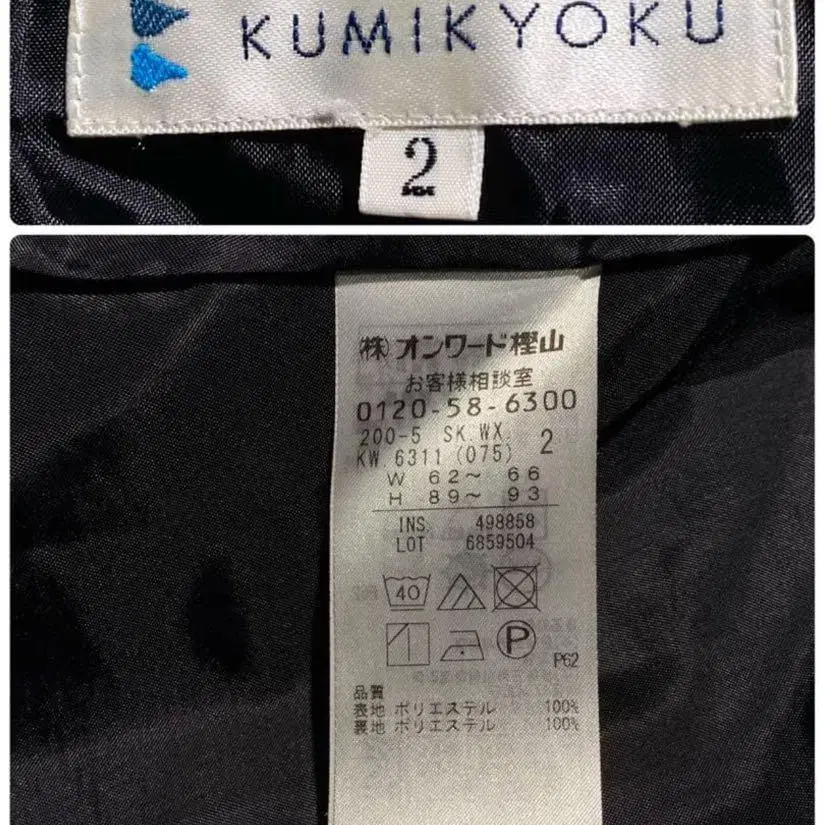 KUMIKYOKU
2
(株)オンワード樫山
お客様相談室
0120-58-6300
200-5 SK.WX. 2
KW.6311(075)
W 62～ 66
H 89～ 93
INS. 498858
LOT 6859504
40
P
P62
品質
表地 ポリエステル 100%
裏地 ポリエステル 100%